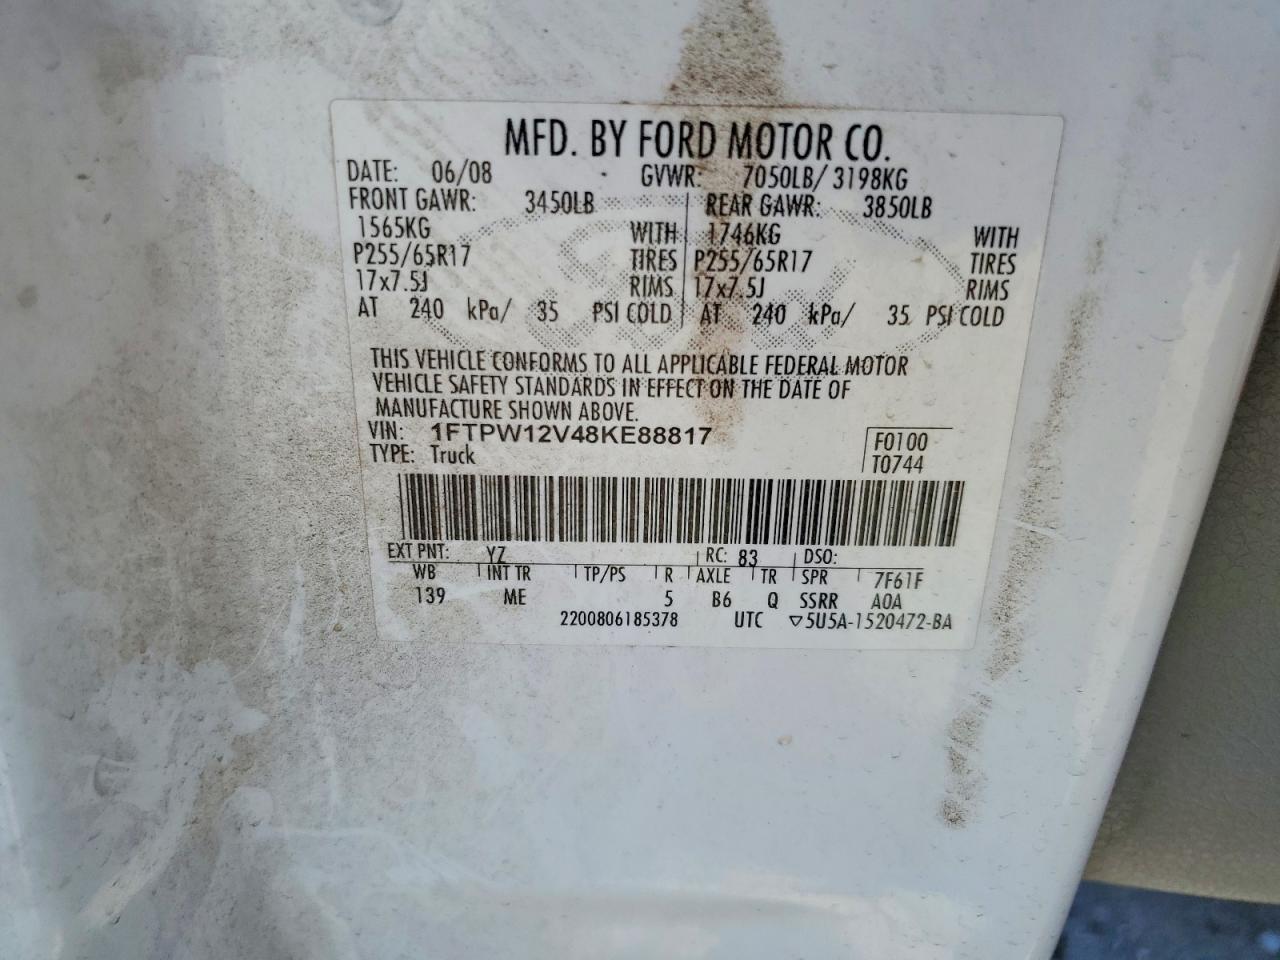 MFD. BY FORD MOTOR CO.
DATE: 06/08 GVWR: 7050LB/ 3198KG
FRONT GAWR: 3450LB REAR GAWR: 3850LB
1565KG WITH 1746KG WITH
P255/65R17 TIRES P255/65R17 TIRES
17x7.5J RIMS 17x7.5J RIMS
AT 240 kPa/ 35 PSI COLD AT 240 kPa/ 35 PSI COLD
THIS VEHICLE CONFORMS TO ALL APPLICABLE FEDERAL MOTOR
VEHICLE SAFETY STANDARDS IN EFFECT ON THE DATE OF
MANUFACTURE SHOWN ABOVE.
VIN: 1FTPW12V48KE88817 F0100
TYPE: Truck T0744
EXT PNT: YZ RC: 83 DSO:
WB INT TR TP/PS R AXLE TR SPR 7F61F
139 ME 5 B6 Q SSRR A0A
2200806185378 UTC ▽5U5A-1520472-BA